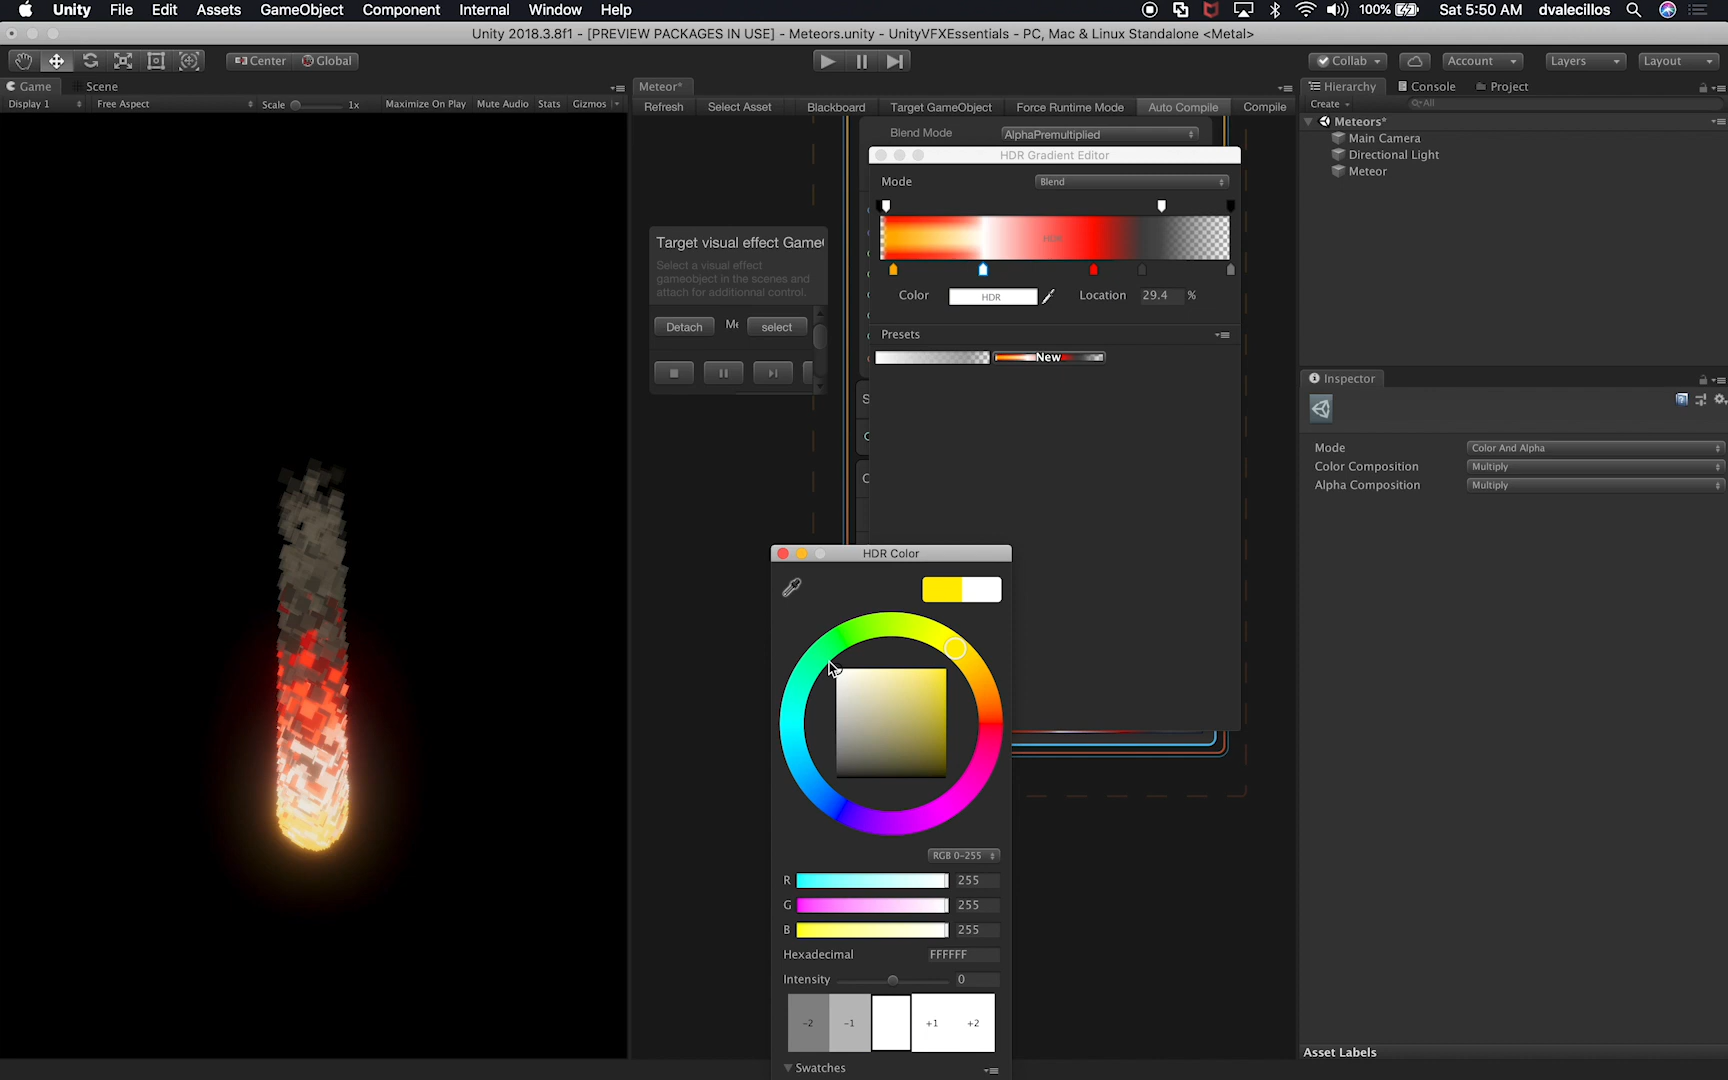 Unity File Edit Assets GameObject Component Internal Window Help 100% Sat 5:50 AM dvalecillos
Unity 2018.3.8f1 - [PREVIEW PACKAGES IN USE] - Meteors.unity - UnityVFXEssentials - PC, Mac & Linux Standalone <Metal>
Center Global Collab Account Layers Layout
Game Scene Meteor* Hierarchy Console Project
Display 1 Free Aspect Scale 1x Maximize On Play Mute Audio Stats Gizmos Refresh Select Asset Blackboard Target GameObject Force Runtime Mode Auto Compile Compile Create All
Meteors*
Main Camera
Directional Light
Meteor
Blend Mode AlphaPremultiplied
HDR Gradient Editor
Mode Blend
HDR
Color HDR Location 29.4 %
Presets
New
Target visual effect Game
Select a visual effect
gameobject in the scenes and
attach for additionnal control.
Detach Me select
Inspector
Mode Color And Alpha
Color Composition Multiply
Alpha Composition Multiply
HDR Color
RGB 0-255
R 255
G 255
B 255
Hexadecimal FFFFFF
Intensity 0
-2 -1 +1 +2
Swatches
Asset Labels